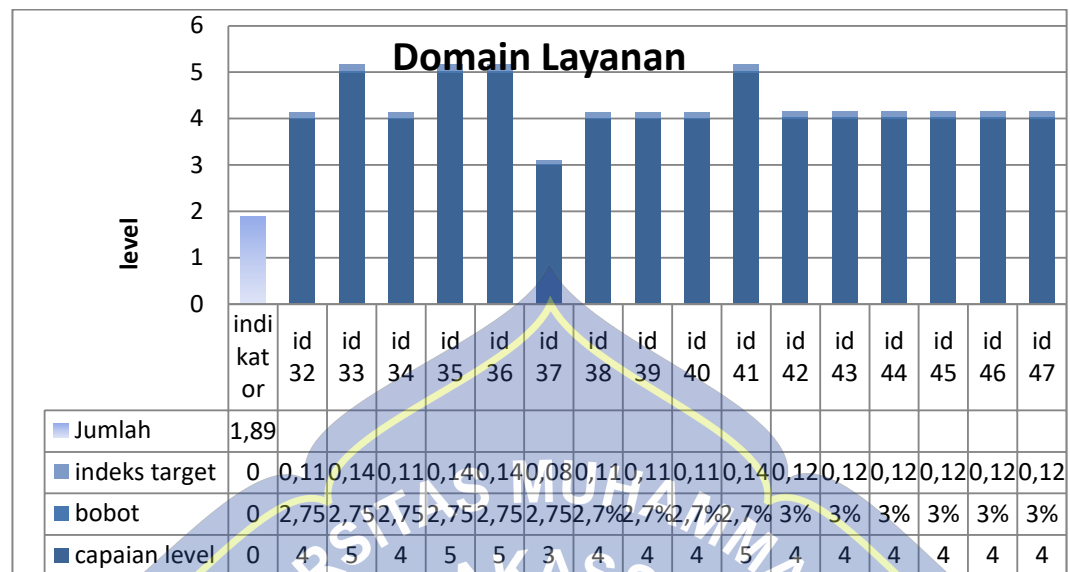 Domain Layanan
6
5
4
3
2
1
0
level
indi kat or id 32 id 33 id 34 id 35 id 36 id 37 id 38 id 39 id 40 id 41 id 42 id 43 id 44 id 45 id 46 id 47
Jumlah 1,89
indeks target 0 0,11 0,14 0,11 0,14 0,14 0,08 0,11 0,11 0,11 0,14 0,12 0,12 0,12 0,12 0,12 0,12
bobot 0 2,75 2,75 2,75 2,75 2,75 2,75 2,7% 2,7% 2,7% 2,7% 3% 3% 3% 3% 3% 3%
capaian level 0 4 5 4 5 5 3 4 4 4 5 4 4 4 4 4 4
RSITAS MUHAMMA
AKASS